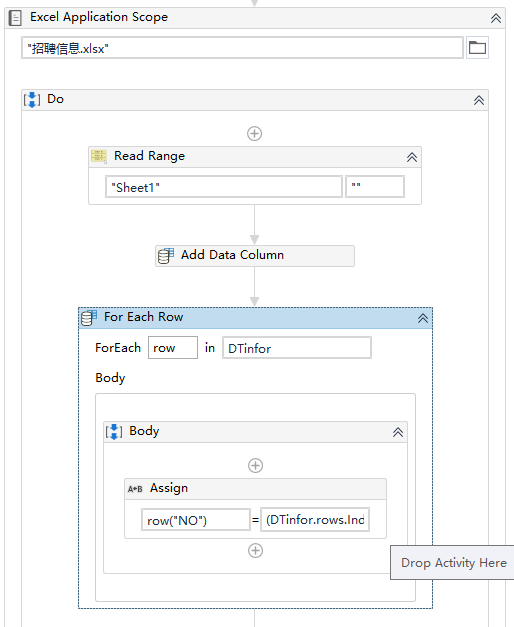 Excel Application Scope
"招聘信息.xlsx"
Do
Read Range
"Sheet1" ""
Add Data Column
For Each Row
ForEach row in DTinfor
Body
Body
A+B Assign
row("NO") = (DTinfor.rows.Ind
Drop Activity Here